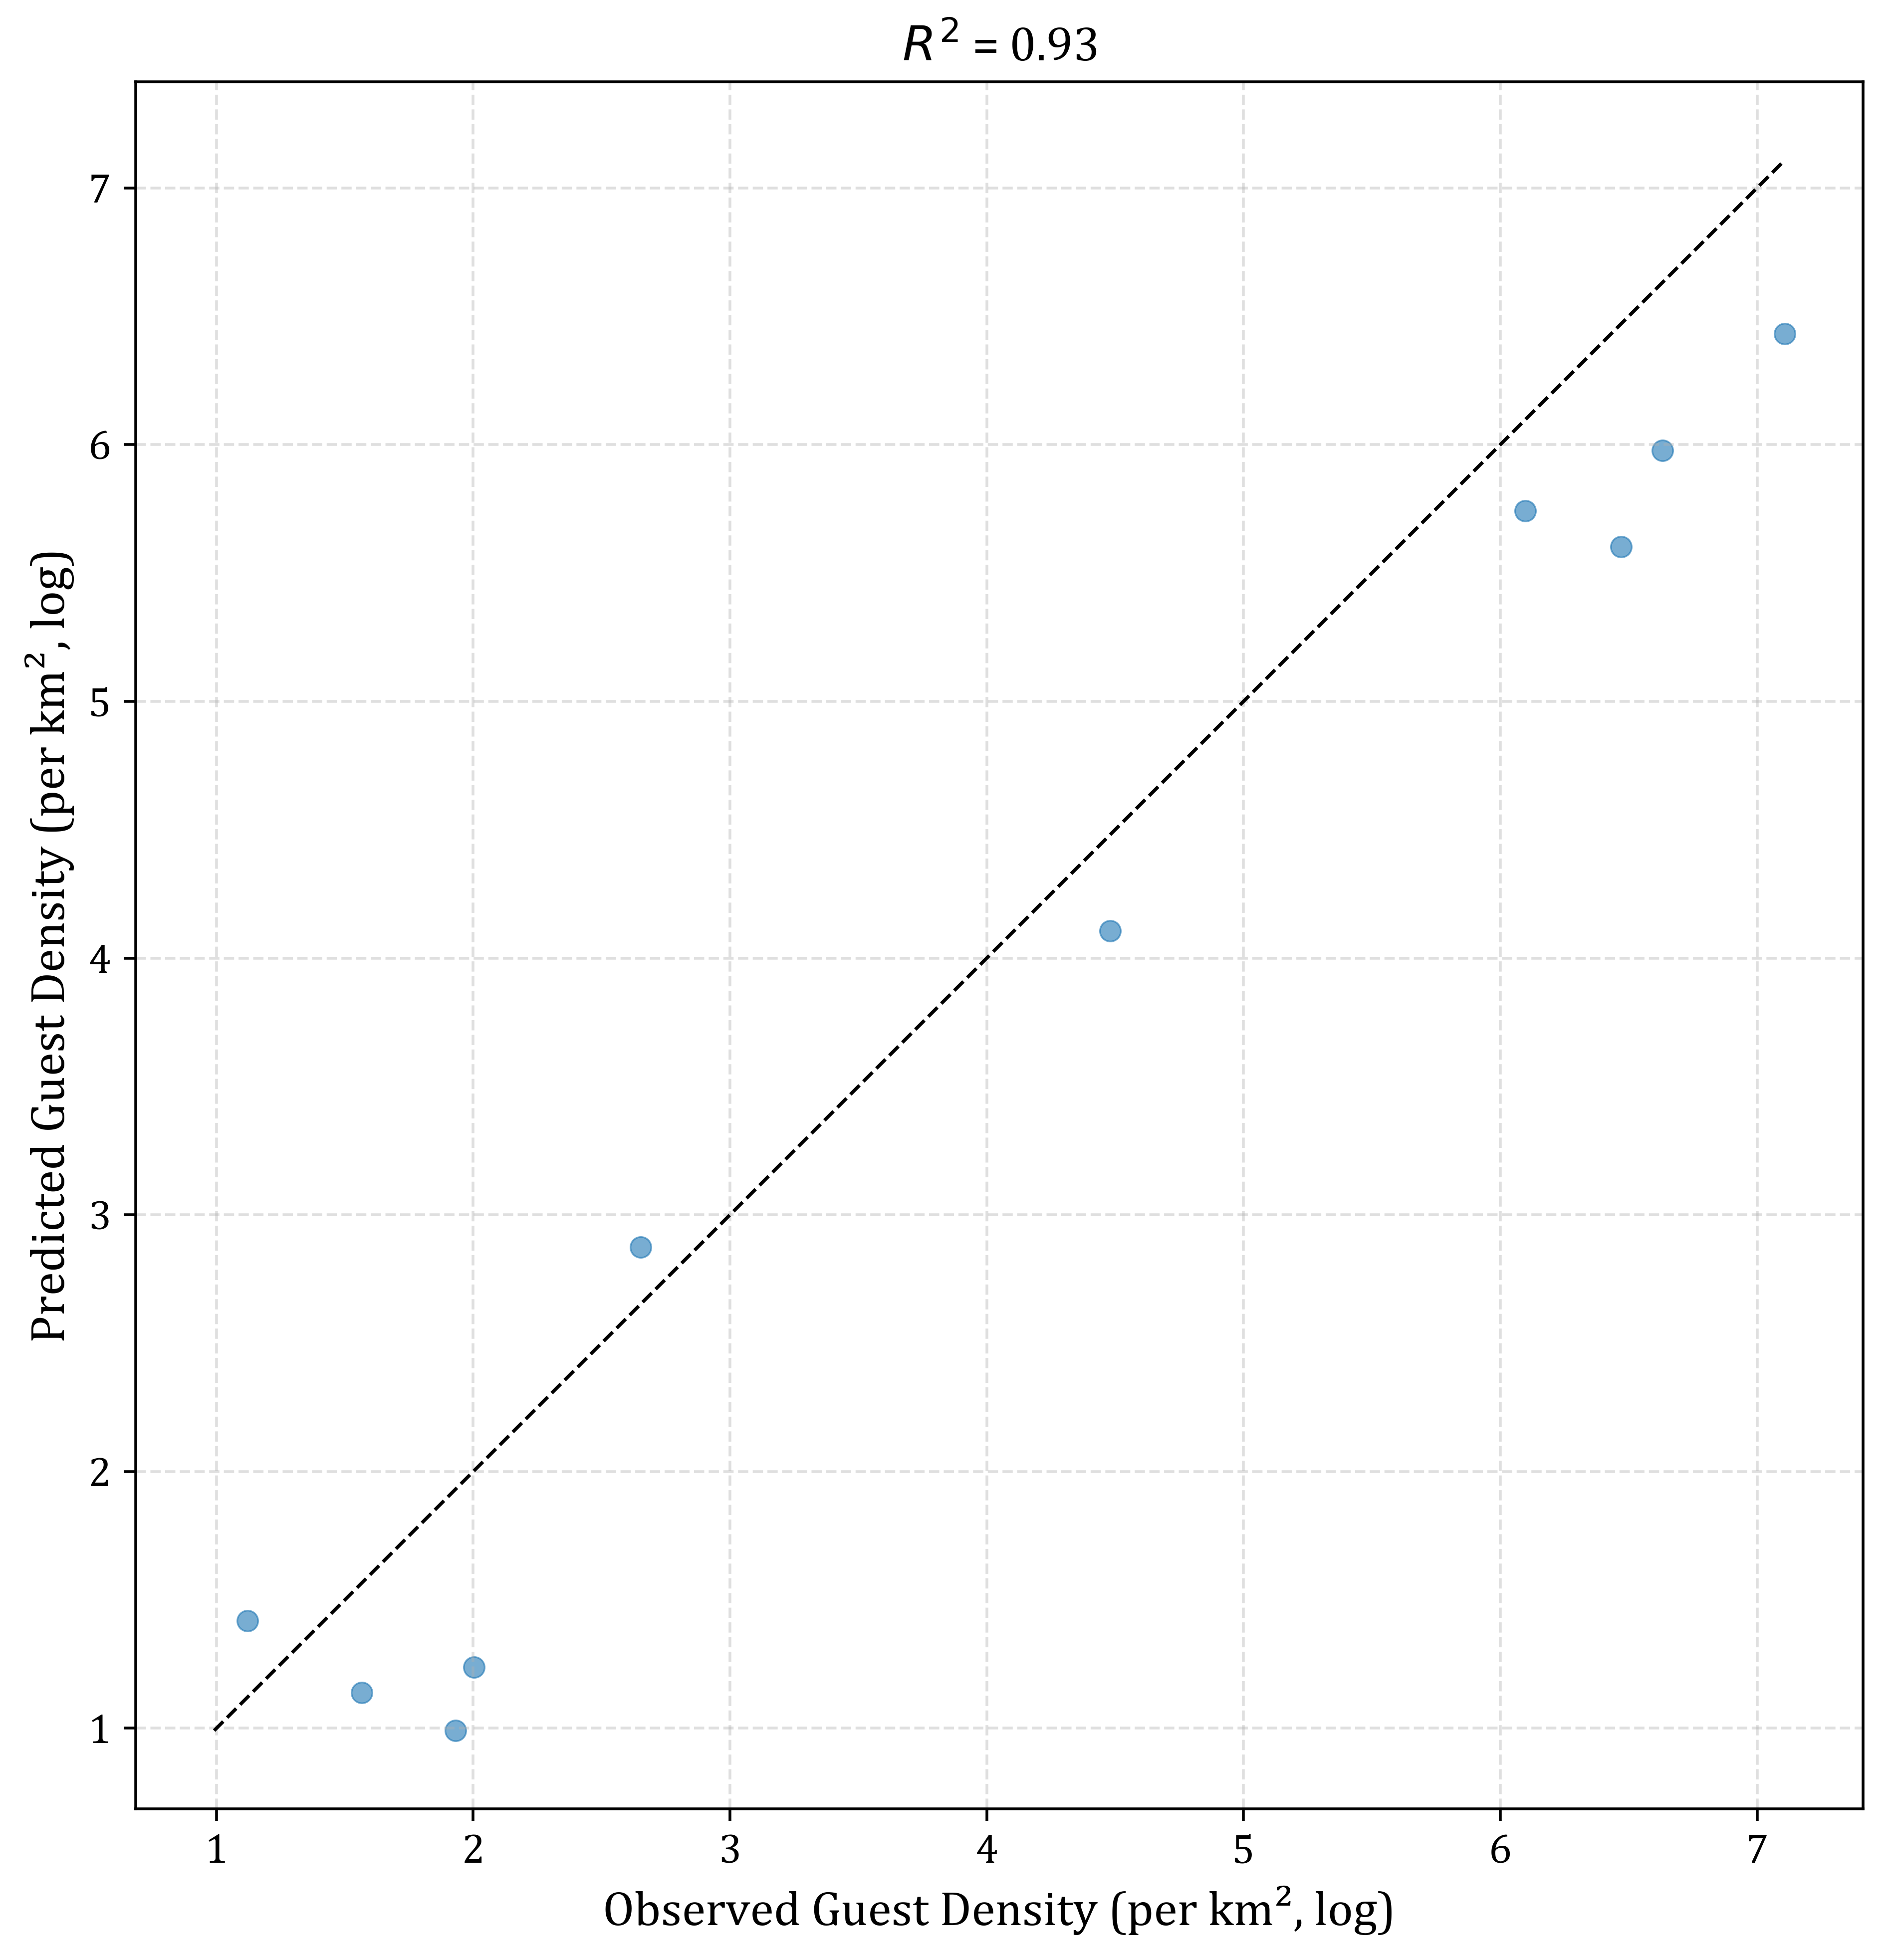 R² = 0.93
7
6
5
4
3
2
1
Predicted Guest Density (per km², log)
1 2 3 4 5 6 7
Observed Guest Density (per km², log)